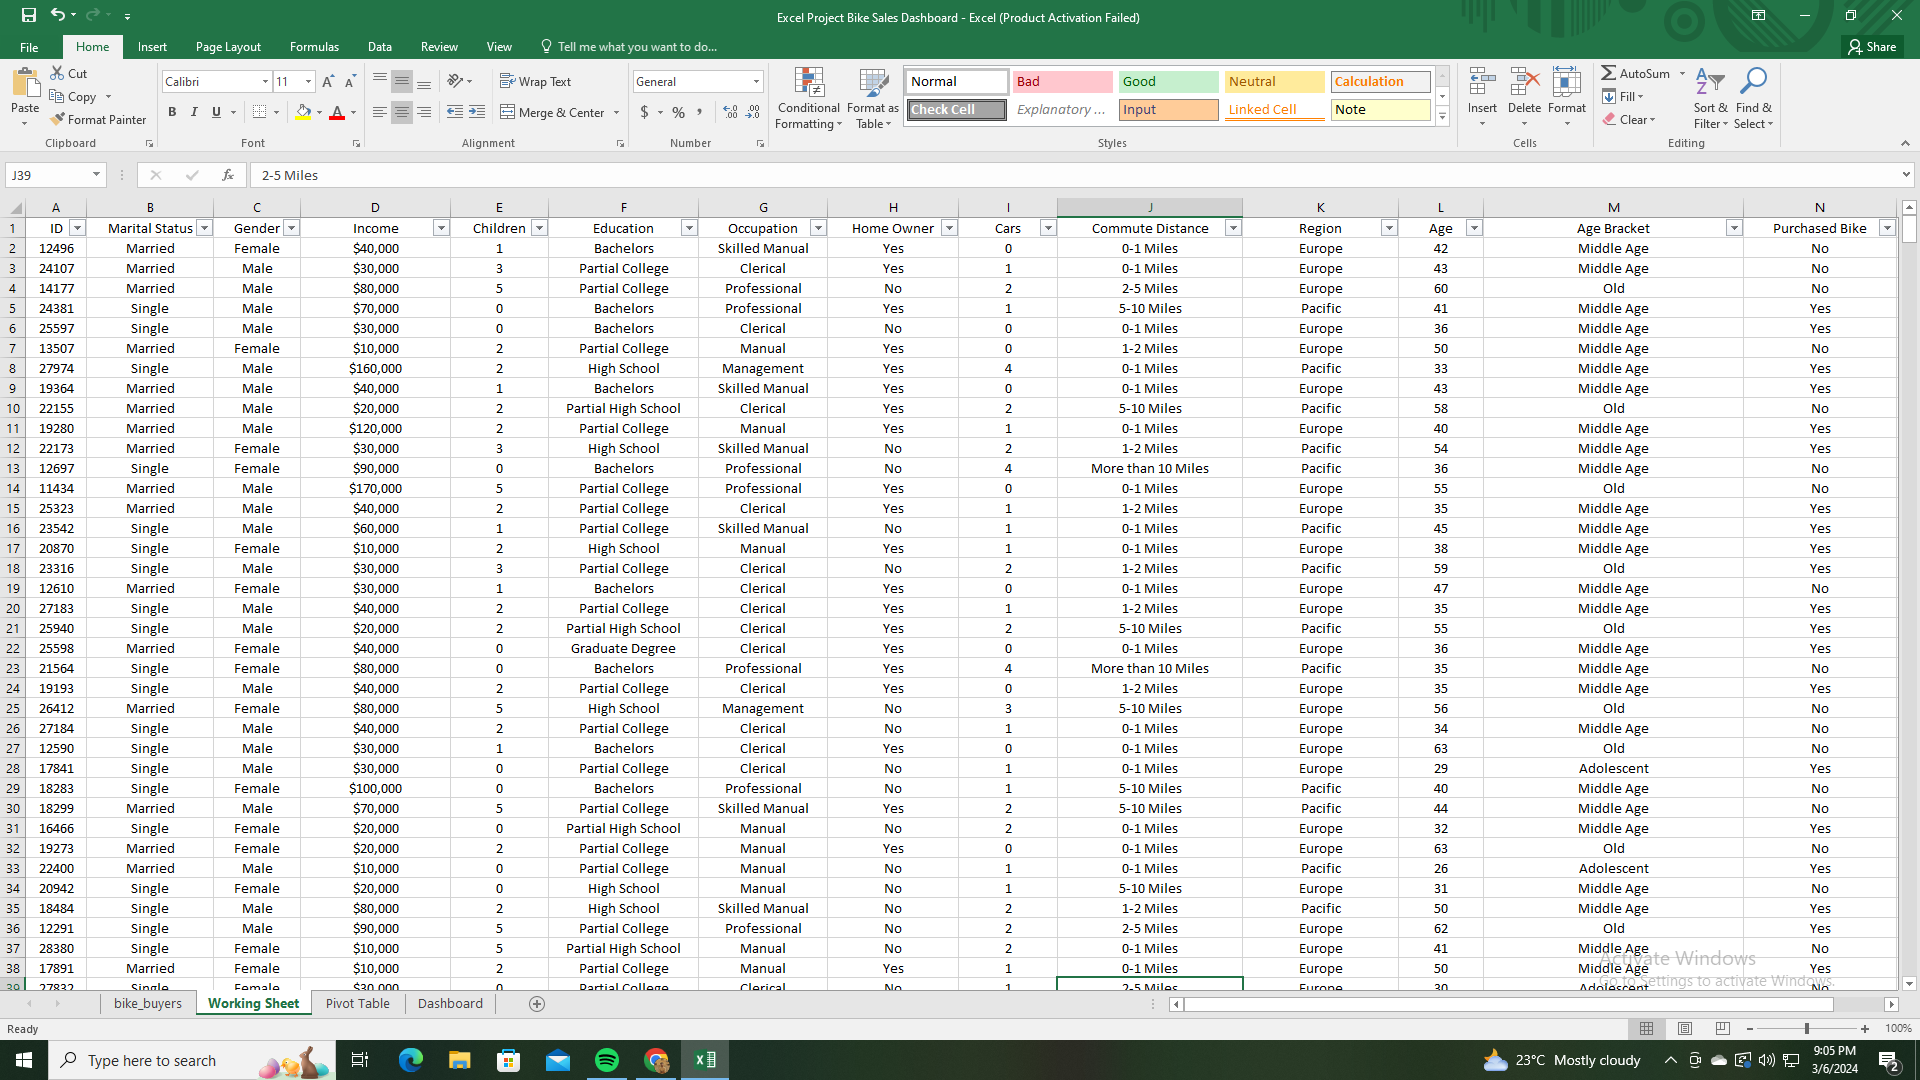 Excel Project Bike Sales Dashboard - Excel (Product Activation Failed)
File Home Insert Page Layout Formulas Data Review View Tell me what you want to do... Share
Paste Cut Copy Format Painter Clipboard
Calibri 11 B I U A Font
Wrap Text Merge & Center Alignment
General $ % , Number
Conditional Formatting Format as Table
Normal Bad Good Neutral Calculation
Check Cell Explanatory ... Input Linked Cell Note
Styles
Insert Delete Format Cells
AutoSum Fill Clear Sort & Filter Find & Select Editing
J39 fx 2-5 Miles
A B C D E F G H I J K L M N
1 ID Marital Status Gender Income Children Education Occupation Home Owner Cars Commute Distance Region Age Age Bracket Purchased Bike
2 12496 Married Female $40,000 1 Bachelors Skilled Manual Yes 0 0-1 Miles Europe 42 Middle Age No
3 24107 Married Male $30,000 3 Partial College Clerical Yes 1 0-1 Miles Europe 43 Middle Age No
4 14177 Married Male $80,000 5 Partial College Professional No 2 2-5 Miles Europe 60 Old No
5 24381 Single Male $70,000 0 Bachelors Professional Yes 1 5-10 Miles Pacific 41 Middle Age Yes
6 25597 Single Male $30,000 0 Bachelors Clerical No 0 0-1 Miles Europe 36 Middle Age Yes
7 13507 Married Female $10,000 2 Partial College Manual Yes 0 1-2 Miles Europe 50 Middle Age No
8 27974 Single Male $160,000 2 High School Management Yes 4 0-1 Miles Pacific 33 Middle Age Yes
9 19364 Married Male $40,000 1 Bachelors Skilled Manual Yes 0 0-1 Miles Europe 43 Middle Age Yes
10 22155 Married Male $20,000 2 Partial High School Clerical Yes 2 5-10 Miles Pacific 58 Old No
11 19280 Married Male $120,000 2 Partial College Manual Yes 1 0-1 Miles Europe 40 Middle Age Yes
12 22173 Married Female $30,000 3 High School Skilled Manual No 2 1-2 Miles Pacific 54 Middle Age Yes
13 12697 Single Female $90,000 0 Bachelors Professional No 4 More than 10 Miles Pacific 36 Middle Age No
14 11434 Married Male $170,000 5 Partial College Professional Yes 0 0-1 Miles Europe 55 Old No
15 25323 Married Male $40,000 2 Partial College Clerical Yes 1 1-2 Miles Europe 35 Middle Age Yes
16 23542 Single Male $60,000 1 Partial College Skilled Manual No 1 0-1 Miles Pacific 45 Middle Age Yes
17 20870 Single Female $10,000 2 High School Manual Yes 1 0-1 Miles Europe 38 Middle Age Yes
18 23316 Single Male $30,000 3 Partial College Clerical No 2 1-2 Miles Pacific 59 Old Yes
19 12610 Married Female $30,000 1 Bachelors Clerical Yes 0 0-1 Miles Europe 47 Middle Age No
20 27183 Single Male $40,000 2 Partial College Clerical Yes 1 1-2 Miles Europe 35 Middle Age Yes
21 25940 Single Male $20,000 2 Partial High School Clerical Yes 2 5-10 Miles Pacific 55 Old Yes
22 25598 Married Female $40,000 0 Graduate Degree Clerical Yes 0 0-1 Miles Europe 36 Middle Age Yes
23 21564 Single Female $80,000 0 Bachelors Professional Yes 4 More than 10 Miles Pacific 35 Middle Age No
24 19193 Single Male $40,000 2 Partial College Clerical Yes 0 1-2 Miles Europe 35 Middle Age Yes
25 26412 Married Female $80,000 5 High School Management No 3 5-10 Miles Europe 56 Old No
26 27184 Single Male $40,000 2 Partial College Clerical No 1 0-1 Miles Europe 34 Middle Age No
27 12590 Single Male $30,000 1 Bachelors Clerical Yes 0 0-1 Miles Europe 63 Old No
28 17841 Single Male $30,000 0 Partial College Clerical No 1 0-1 Miles Europe 29 Adolescent Yes
29 18283 Single Female $100,000 0 Bachelors Professional No 1 5-10 Miles Pacific 40 Middle Age No
30 18299 Married Male $70,000 5 Partial College Skilled Manual Yes 2 5-10 Miles Pacific 44 Middle Age No
31 16466 Single Female $20,000 0 Partial High School Manual No 2 0-1 Miles Europe 32 Middle Age Yes
32 19273 Married Female $20,000 2 Partial College Manual Yes 0 0-1 Miles Europe 63 Old No
33 22400 Married Male $10,000 0 Partial College Manual No 1 0-1 Miles Pacific 26 Adolescent Yes
34 20942 Single Female $20,000 0 High School Manual No 1 5-10 Miles Europe 31 Middle Age No
35 18484 Single Male $80,000 2 High School Skilled Manual No 2 1-2 Miles Pacific 50 Middle Age Yes
36 12291 Single Male $90,000 5 Partial College Professional No 2 2-5 Miles Europe 62 Old Yes
37 28380 Single Female $10,000 5 Partial High School Manual No 2 0-1 Miles Europe 41 Middle Age No
38 17891 Married Female $10,000 2 Partial College Manual Yes 1 0-1 Miles Europe 50 Middle Age Yes
39 27832 Single Female $30,000 0 Partial College Clerical No 1 2-5 Miles Europe 30 Adolescent No
Activate Windows
Go to Settings to activate Windows.
bike_buyers Working Sheet Pivot Table Dashboard
Ready 100%
Type here to search 23°C Mostly cloudy 9:05 PM
3/6/2024 2